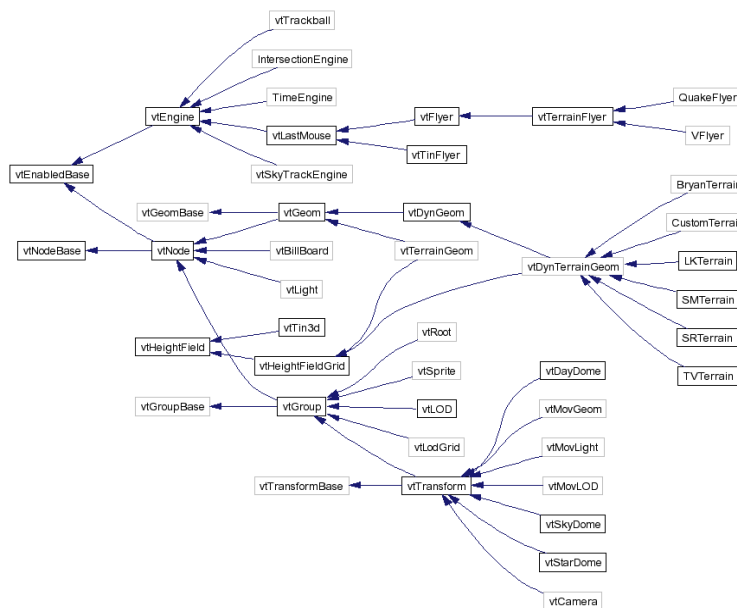 vtTrackball
IntersectionEngine
TimeEngine
QuakeFlyer
vtEngine
vtFlyer
vtTerrainFlyer
vtLastMouse
VFlyer
vtTinFlyer
vtEnabledBase
vtSkyTrackEngine
BryanTerrain
vtGeomBase
vtGeom
vtDynGeom
CustomTerrain
vtNodeBase
vtNode
vtBillBoard
vtTerrainGeom
LKTerrain
vtDynTerrainGeom
vtLight
SMTerrain
vtTin3d
vtRoot
SRTerrain
vtHeightField
vtHeightFieldGrid
vtSprite
vtDayDome
TVTerrain
vtGroupBase
vtGroup
vtLOD
vtMovGeom
vtLodGrid
vtMovLight
vtTransformBase
vtTransform
vtMovLOD
vtSkyDome
vtStarDome
vtCamera